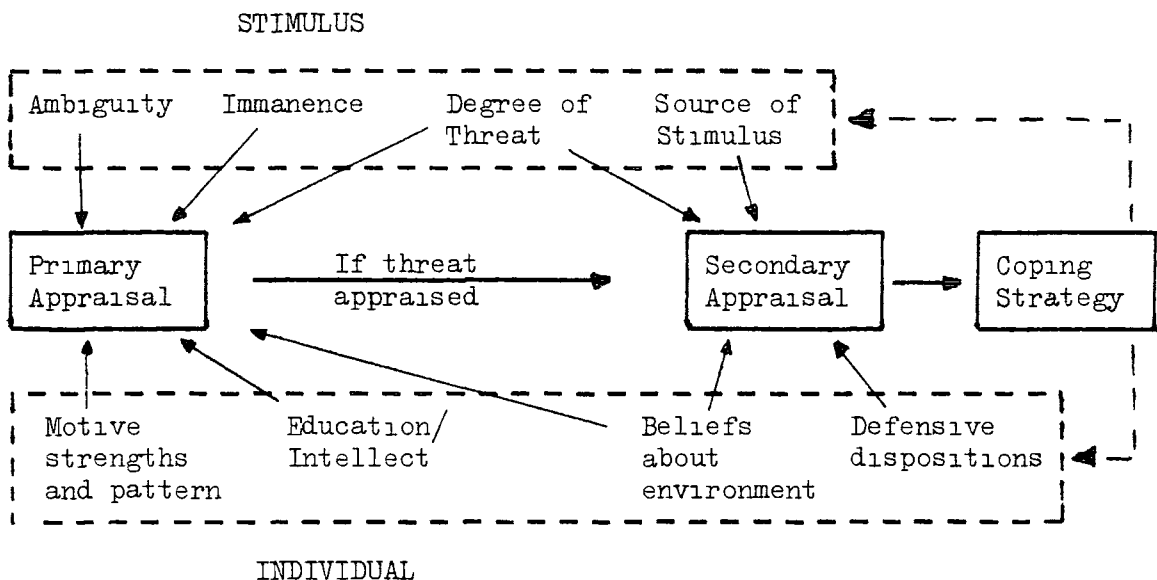 STIMULUS
Ambiguity
Immanence
Degree of
Threat
Source of
Stimulus
Primary
Appraisal
If threat
appraised
Secondary
Appraisal
Coping
Strategy
Motive
strengths
and pattern
Education/
Intellect
Beliefs
about
environment
Defensive
dispositions
INDIVIDUAL